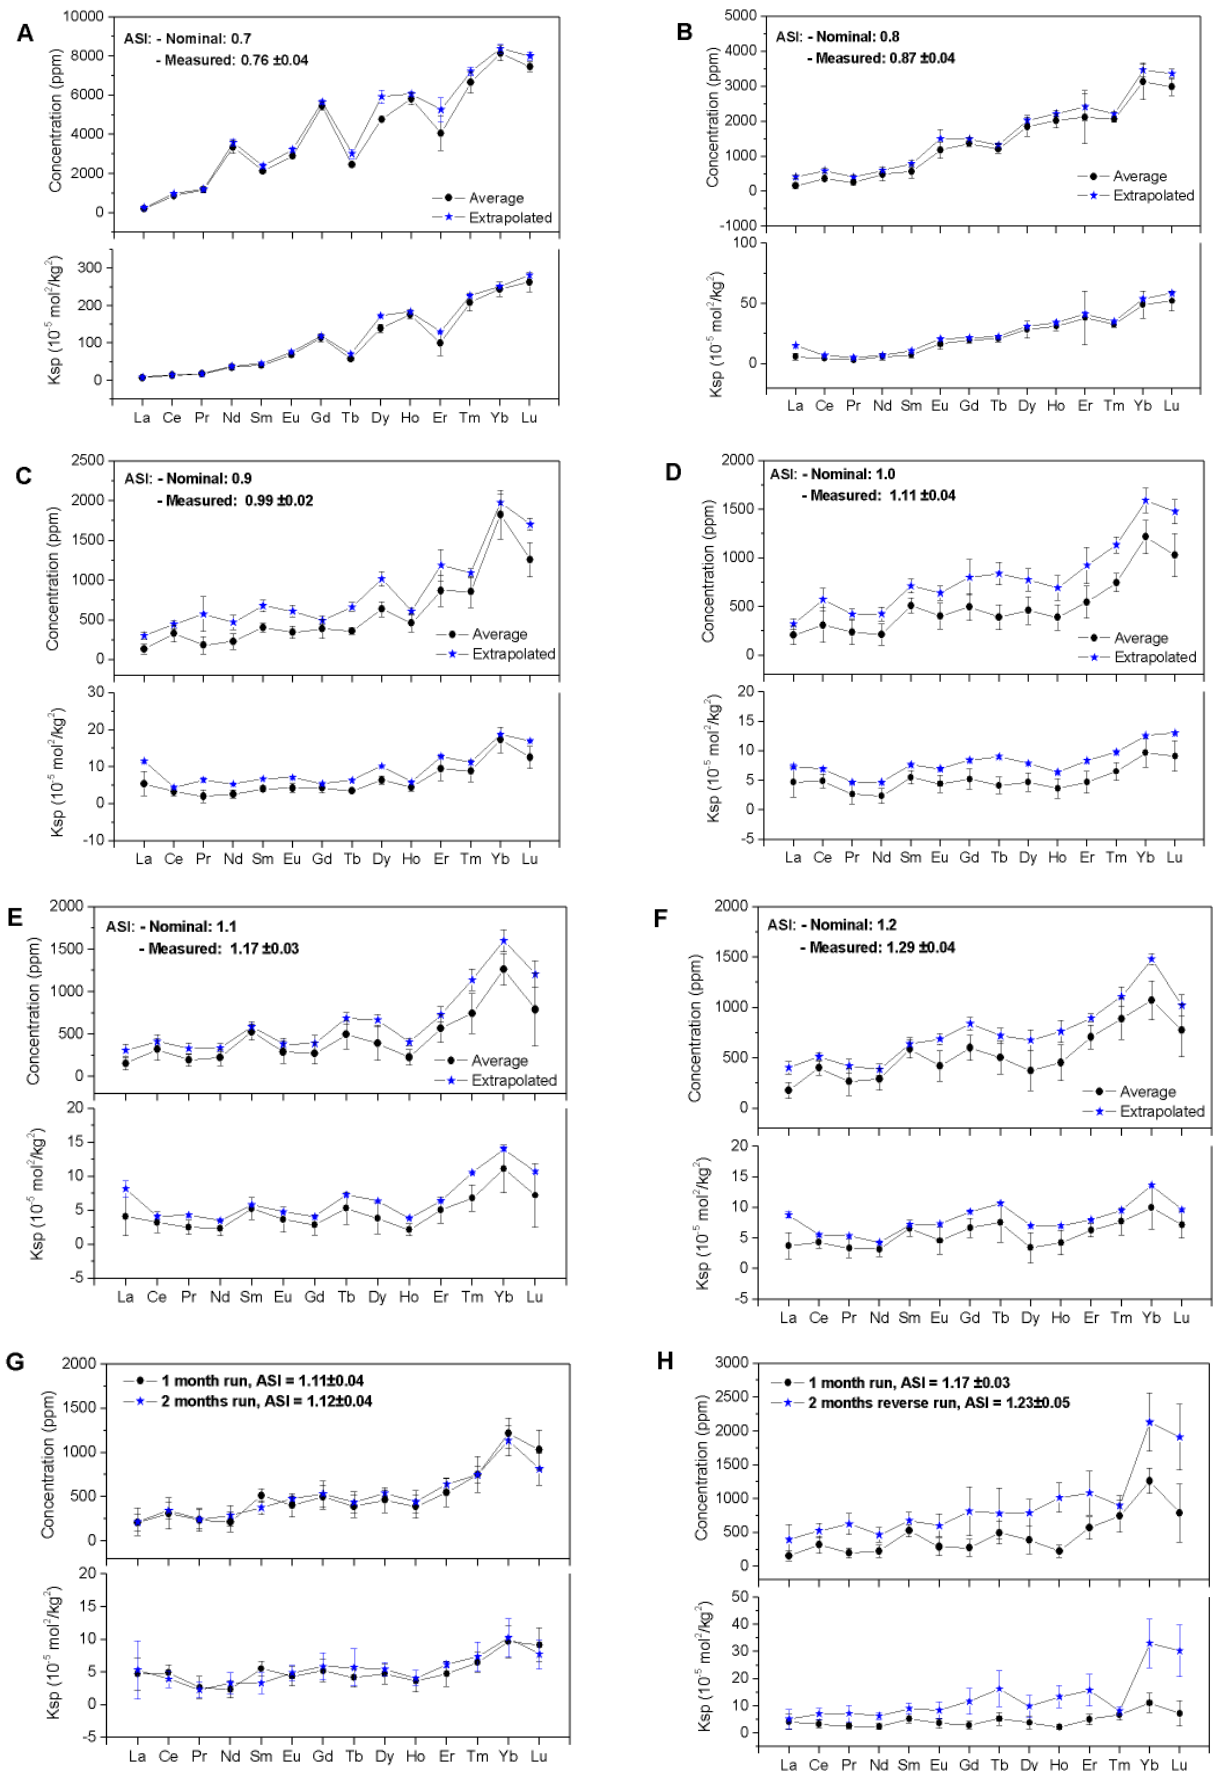 A
ASI: - Nominal: 0.7
- Measured: 0.76 ±0.04
Concentration (ppm)
10000
8000
6000
4000
2000
0
Average
Extrapolated
Ksp (10⁻⁵ mol²/kg²)
300
200
100
0
La Ce Pr Nd Sm Eu Gd Tb Dy Ho Er Tm Yb Lu
B
ASI: - Nominal: 0.8
- Measured: 0.87 ±0.04
Concentration (ppm)
5000
4000
3000
2000
1000
0
-1000
Average
Extrapolated
Ksp (10⁻⁵ mol²/kg²)
100
50
0
La Ce Pr Nd Sm Eu Gd Tb Dy Ho Er Tm Yb Lu
C
ASI: - Nominal: 0.9
- Measured: 0.99 ±0.02
Concentration (ppm)
2500
2000
1500
1000
500
0
Average
Extrapolated
Ksp (10⁻⁵ mol²/kg²)
30
20
10
0
-10
La Ce Pr Nd Sm Eu Gd Tb Dy Ho Er Tm Yb Lu
D
ASI: - Nominal: 1.0
- Measured: 1.11 ±0.04
Concentration (ppm)
2000
1500
1000
500
0
Average
Extrapolated
Ksp (10⁻⁵ mol²/kg²)
20
15
10
5
0
-5
La Ce Pr Nd Sm Eu Gd Tb Dy Ho Er Tm Yb Lu
E
ASI: - Nominal: 1.1
- Measured: 1.17 ±0.03
Concentration (ppm)
2000
1500
1000
500
0
Average
Extrapolated
Ksp (10⁻⁵ mol²/kg²)
20
15
10
5
0
-5
La Ce Pr Nd Sm Eu Gd Tb Dy Ho Er Tm Yb Lu
F
ASI: - Nominal: 1.2
- Measured: 1.29 ±0.04
Concentration (ppm)
2000
1500
1000
500
0
Average
Extrapolated
Ksp (10⁻⁵ mol²/kg²)
20
15
10
5
0
-5
La Ce Pr Nd Sm Eu Gd Tb Dy Ho Er Tm Yb Lu
G
1 month run, ASI = 1.11±0.04
2 months run, ASI = 1.12±0.04
Concentration (ppm)
2000
1500
1000
500
0
Ksp (10⁻⁵ mol²/kg²)
20
15
10
5
0
-5
La Ce Pr Nd Sm Eu Gd Tb Dy Ho Er Tm Yb Lu
H
1 month run, ASI = 1.17 ±0.03
2 months reverse run, ASI = 1.23±0.05
Concentration (ppm)
3000
2500
2000
1500
1000
500
0
Ksp (10⁻⁵ mol²/kg²)
50
40
30
20
10
0
La Ce Pr Nd Sm Eu Gd Tb Dy Ho Er Tm Yb Lu